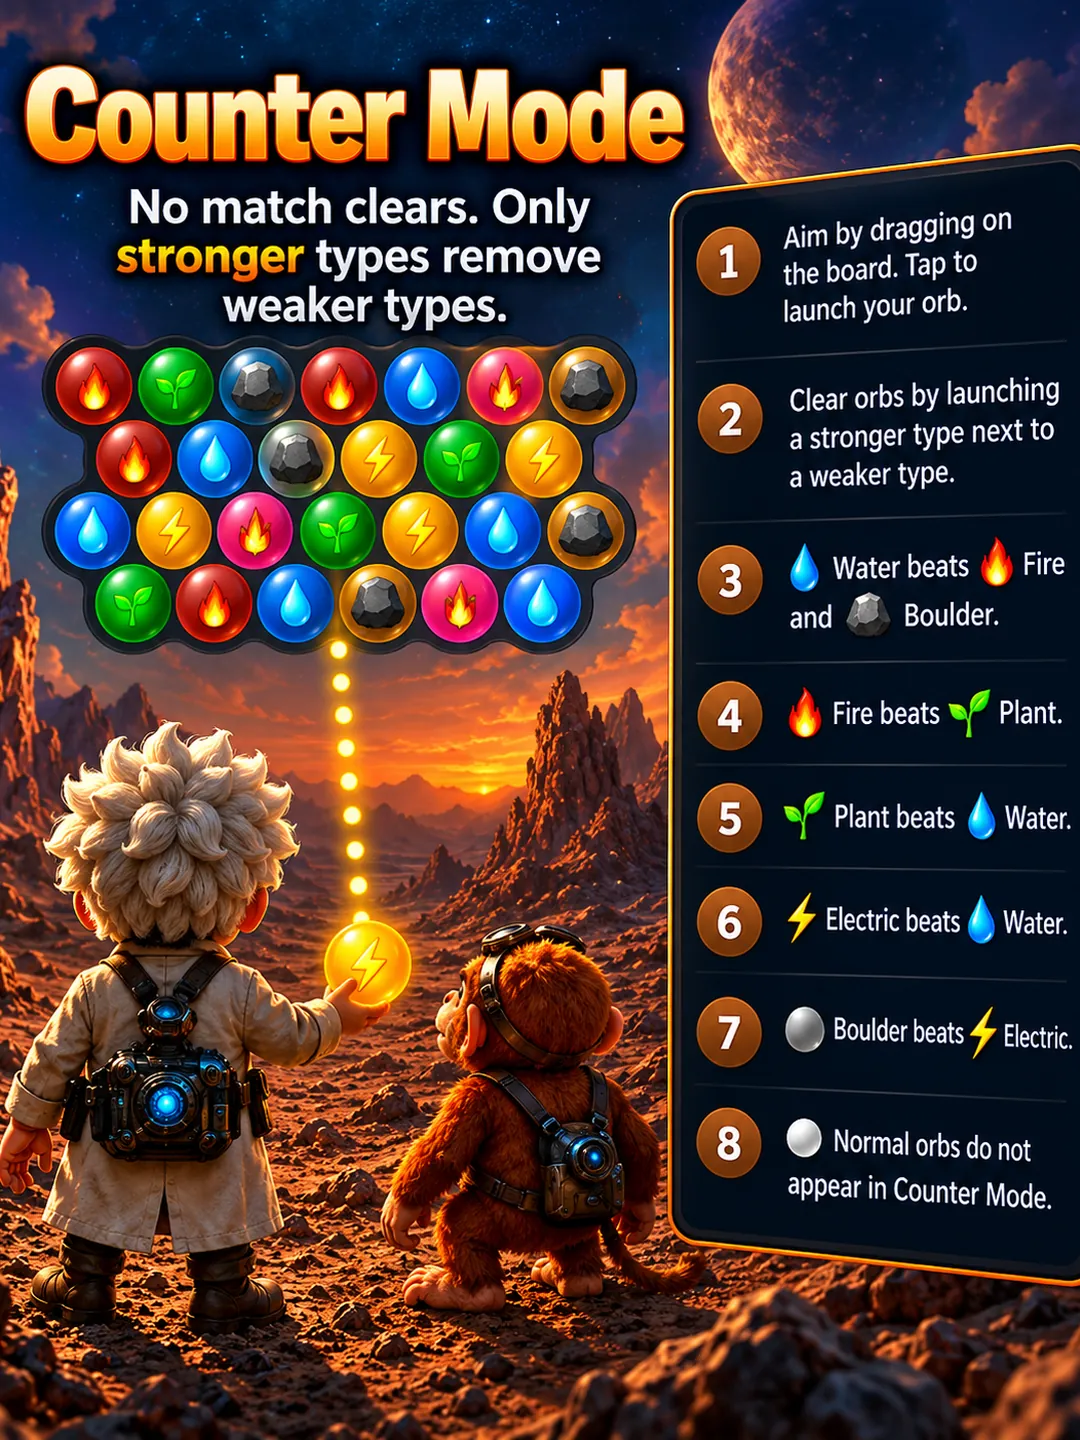 Counter Mode
No match clears. Only
stronger types remove
weaker types.
1
Aim by dragging on
the board. Tap to
launch your orb.
2
Clear orbs by launching
a stronger type next to
a weaker type.
3
Water beats Fire
and Boulder.
4
Fire beats Plant.
5
Plant beats Water.
6
Electric beats Water.
7
Boulder beats Electric.
8
Normal orbs do not
appear in Counter Mode.